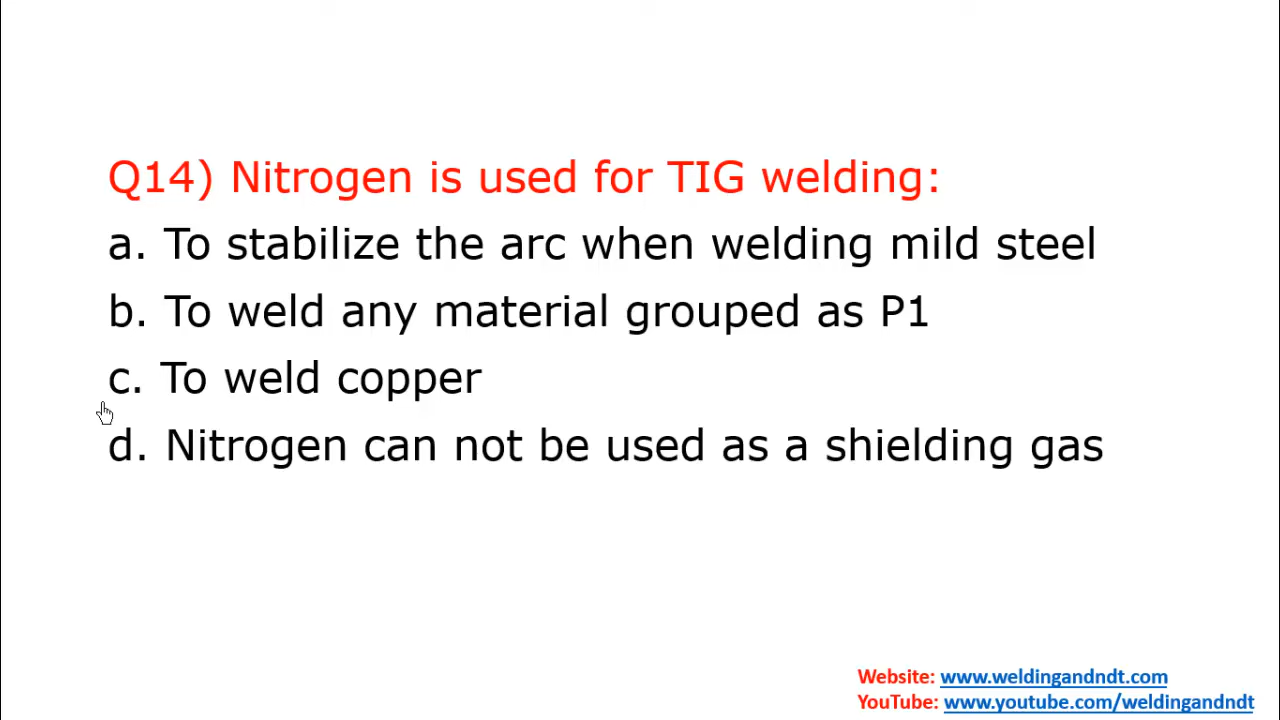 Q14) Nitrogen is used for TIG welding:
a. To stabilize the arc when welding mild steel
b. To weld any material grouped as P1
c. To weld copper
d. Nitrogen can not be used as a shielding gas
Website: www.weldingandndt.com
YouTube: www.youtube.com/weldingandndt